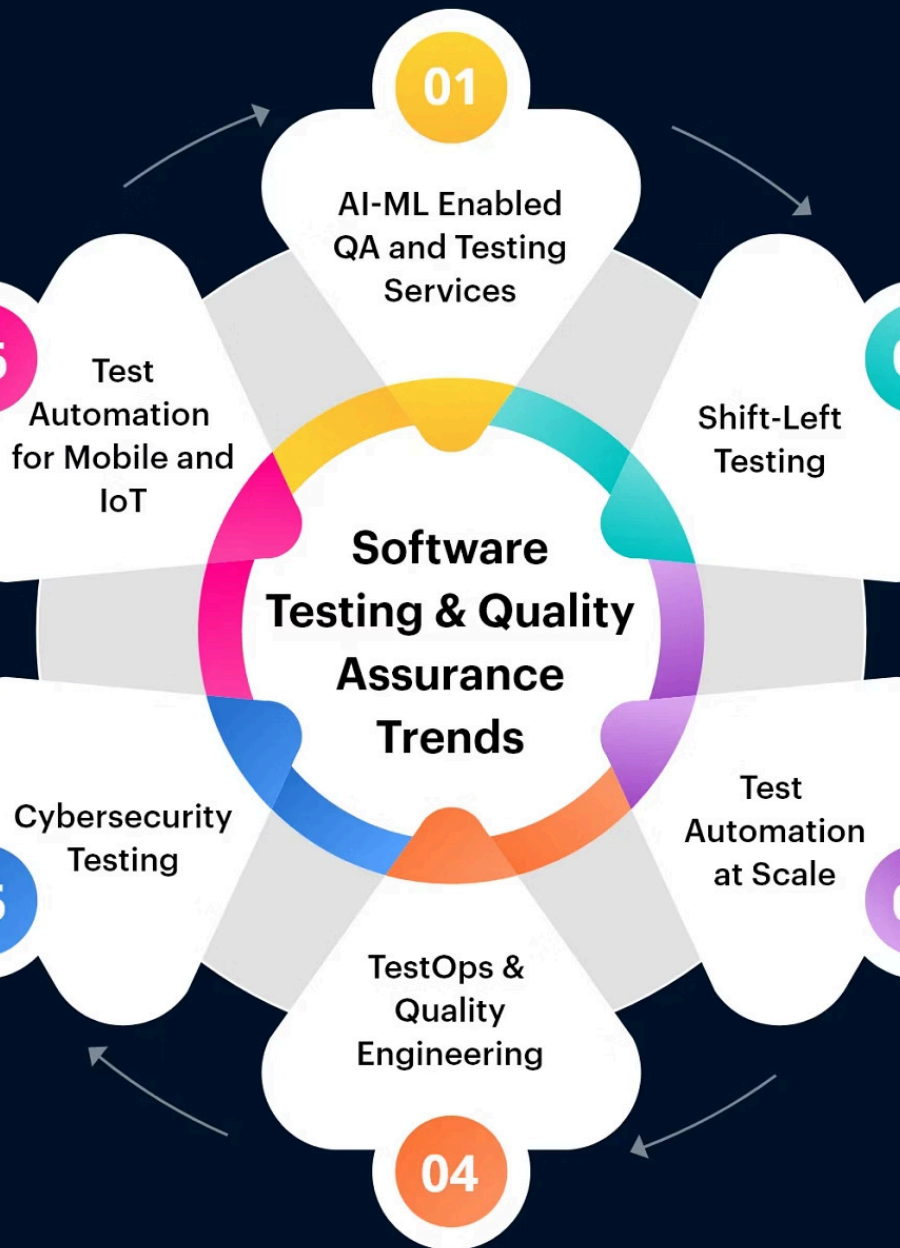 01
AI-ML Enabled
QA and Testing
Services
Shift-Left
Testing
Test
Automation
at Scale
TestOps &
Quality
Engineering
04
Cybersecurity
Testing
Test
Automation
for Mobile and
IoT
Software
Testing & Quality
Assurance
Trends